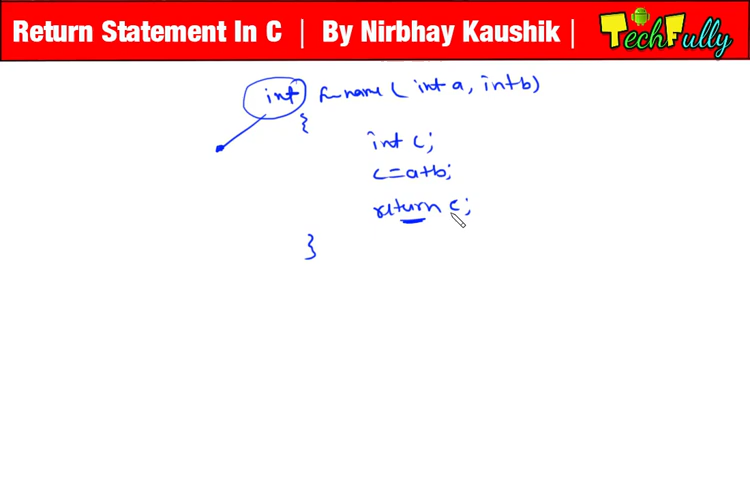 Return Statement In C | By Nirbhay Kaushik | TechFully
int f_name ( int a, int b)
{
int c;
c=a+b;
return c;
}